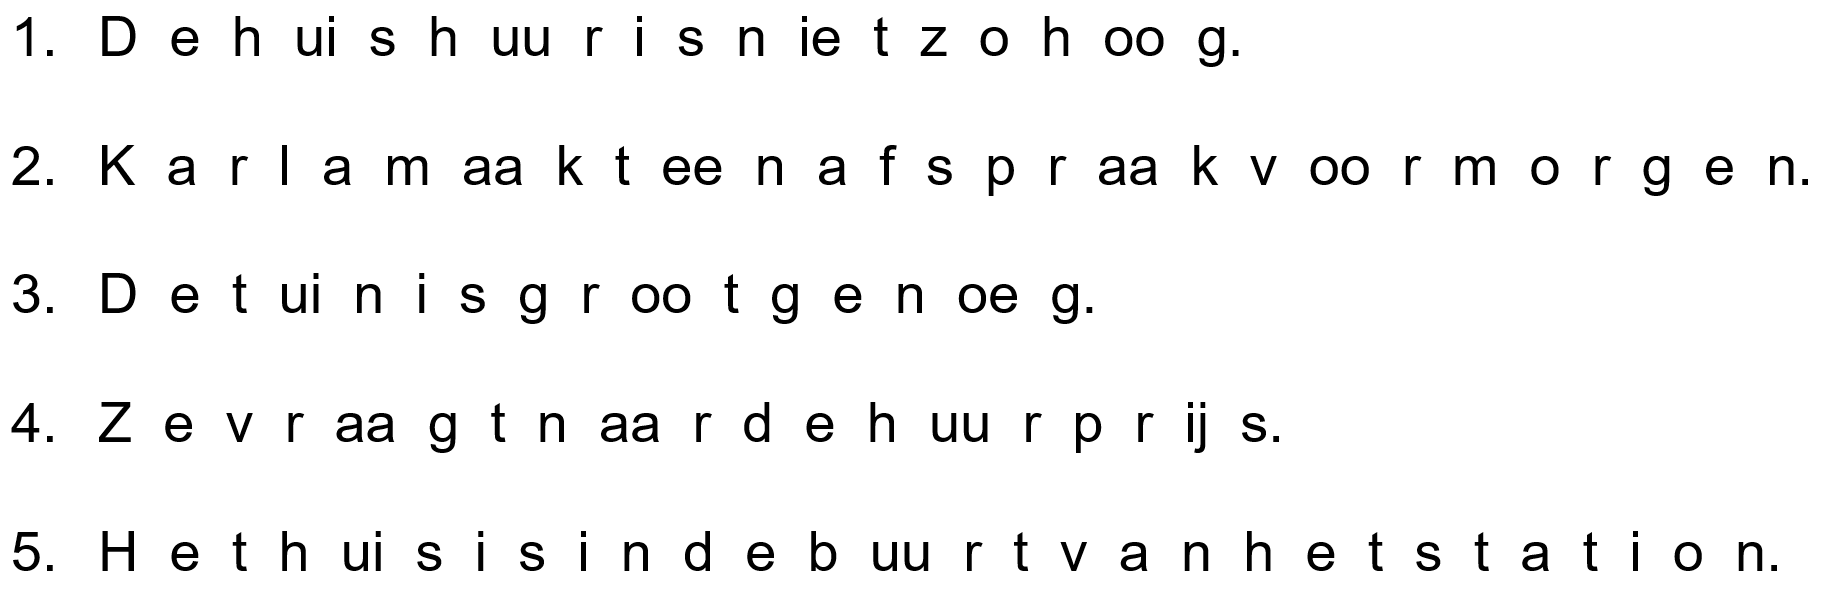 1. D e h ui s h uu r i s n ie t z o h oo g.
2. K a r l a m aa k t ee n a f s p r aa k v oo r m o r g e n.
3. D e t ui n i s g r oo t g e n oe g.
4. Z e v r aa g t n aa r d e h uu r p r ij s.
5. H e t h ui s i s i n d e b uu r t v a n h e t s t a t i o n.